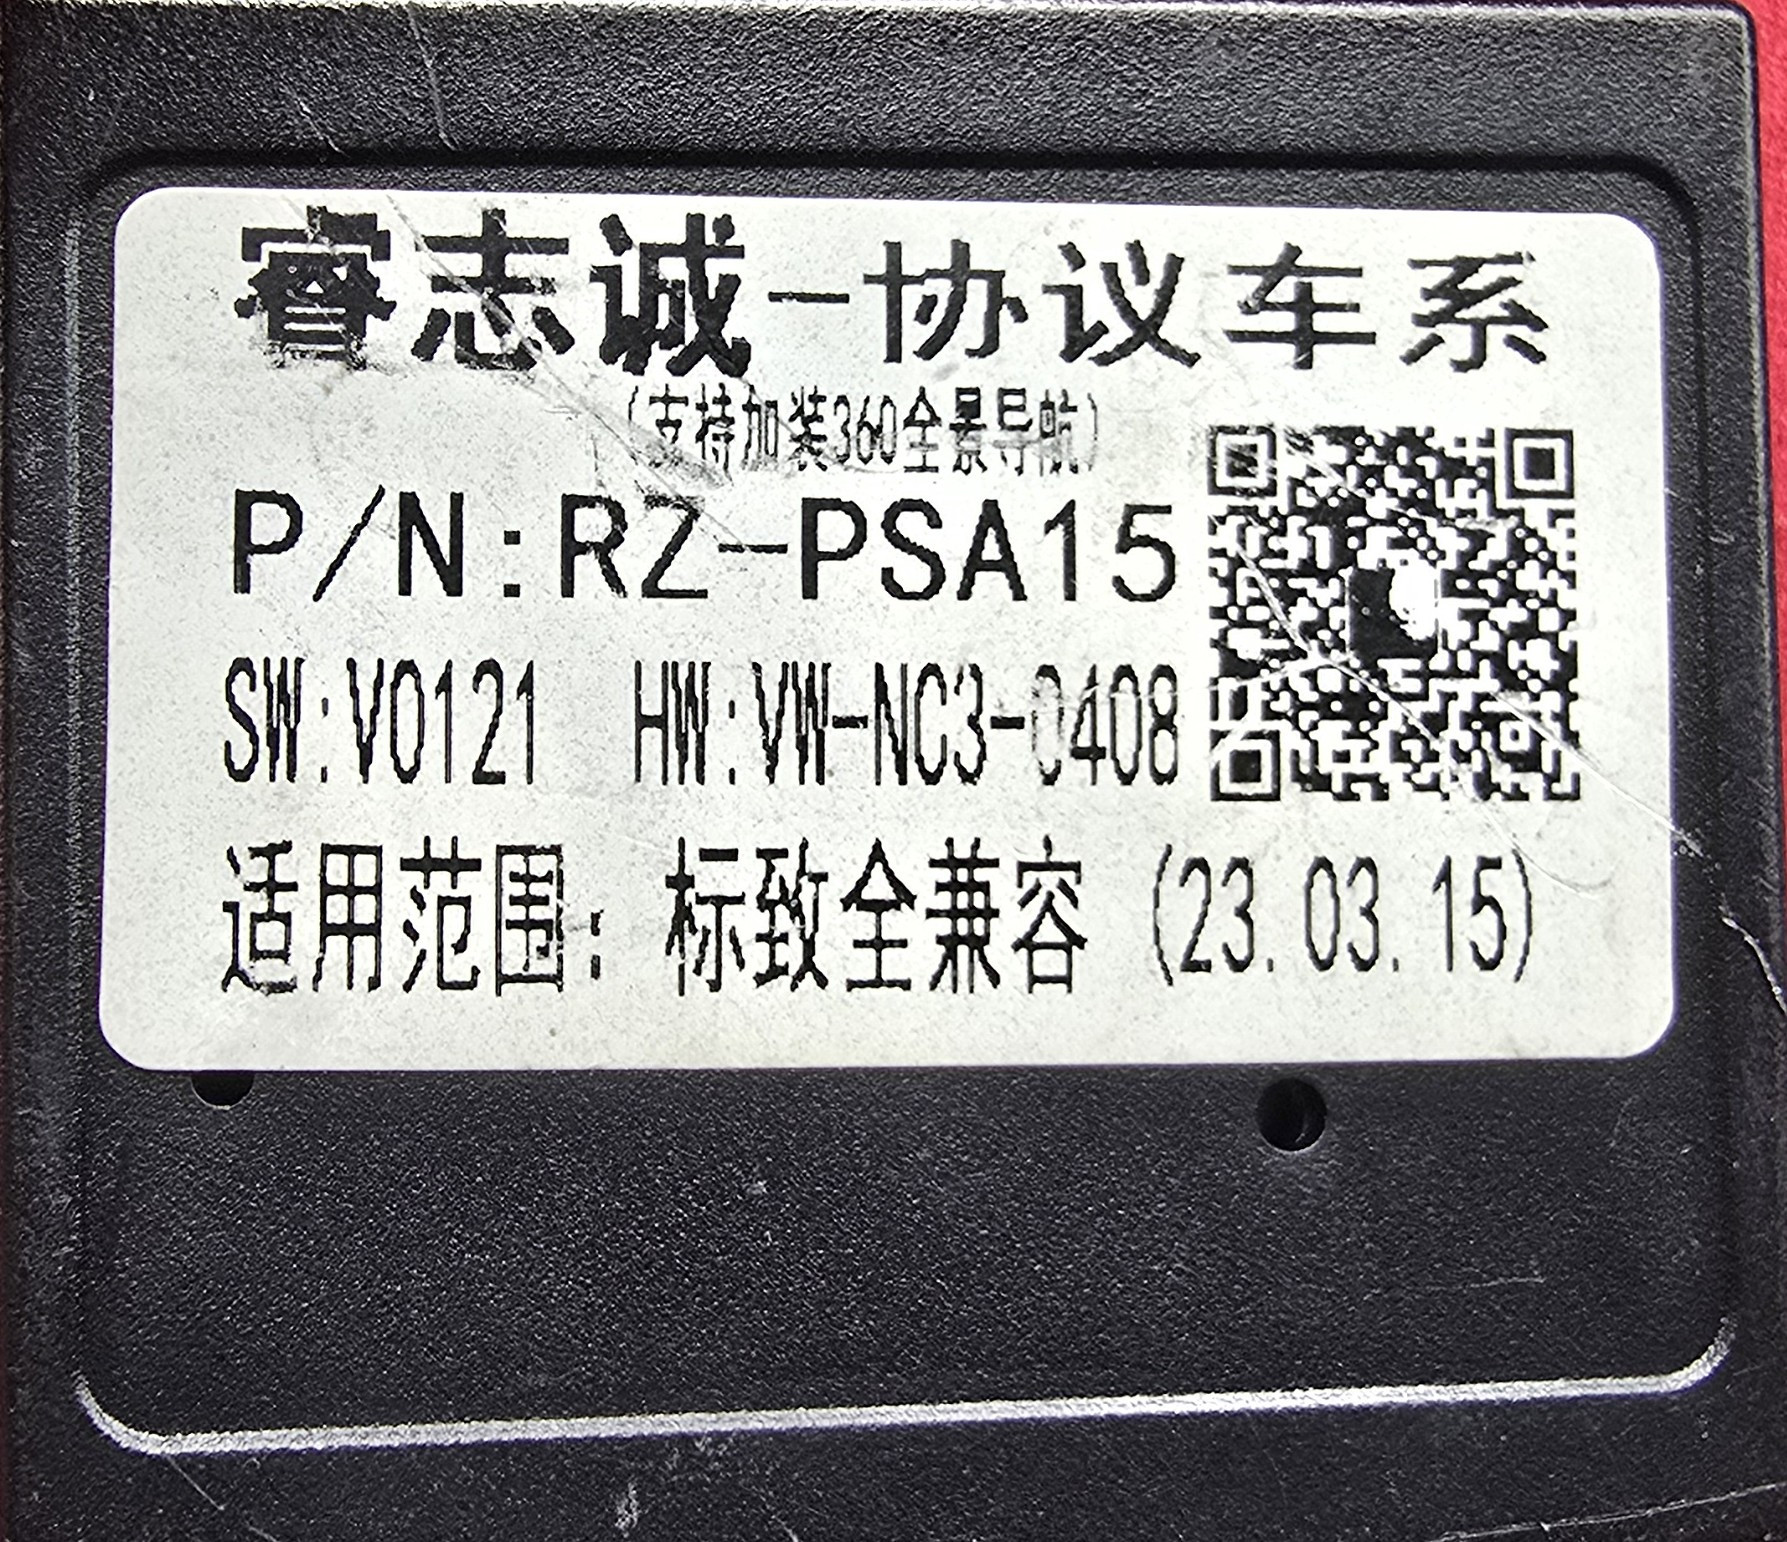 睿志诚-协议车系
(支持加装360全景导航)
P/N:RZ-PSA15
SW:V0121 HW:VW-NC3-0408
适用范围: 标致全兼容 (23.03.15)